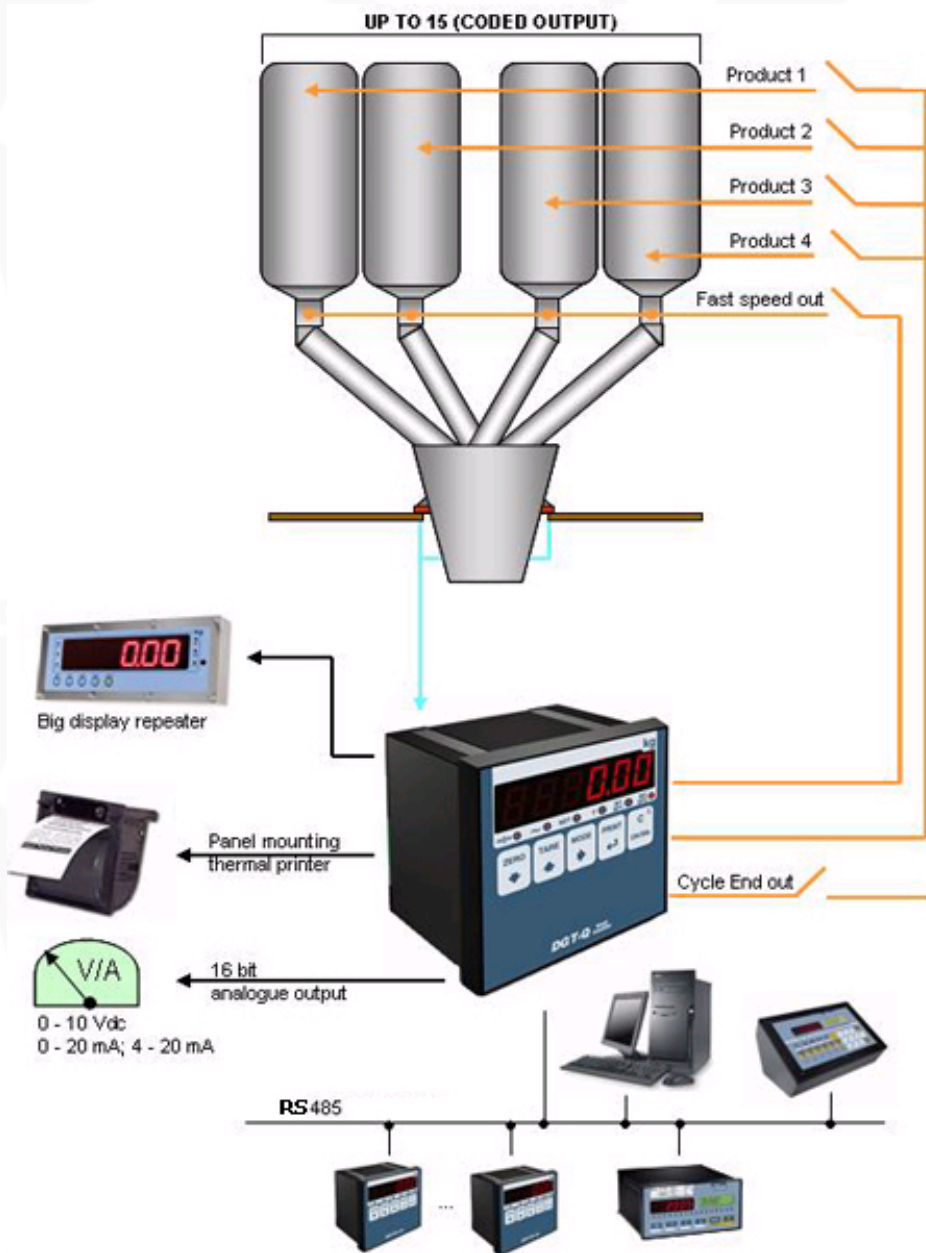 UP TO 15 (CODED OUTPUT)
Product 1
Product 2
Product 3
Product 4
Fast speed out
0.00
Big display repeater
kg
0.00
ZERO
TARE
MODE
PRINT
C
DGT-Q
Panel mounting
thermal printer
Cycle End out
V/A
16 bit
analogue output
0 - 10 Vdc
0 - 20 mA; 4 - 20 mA
RS485
...